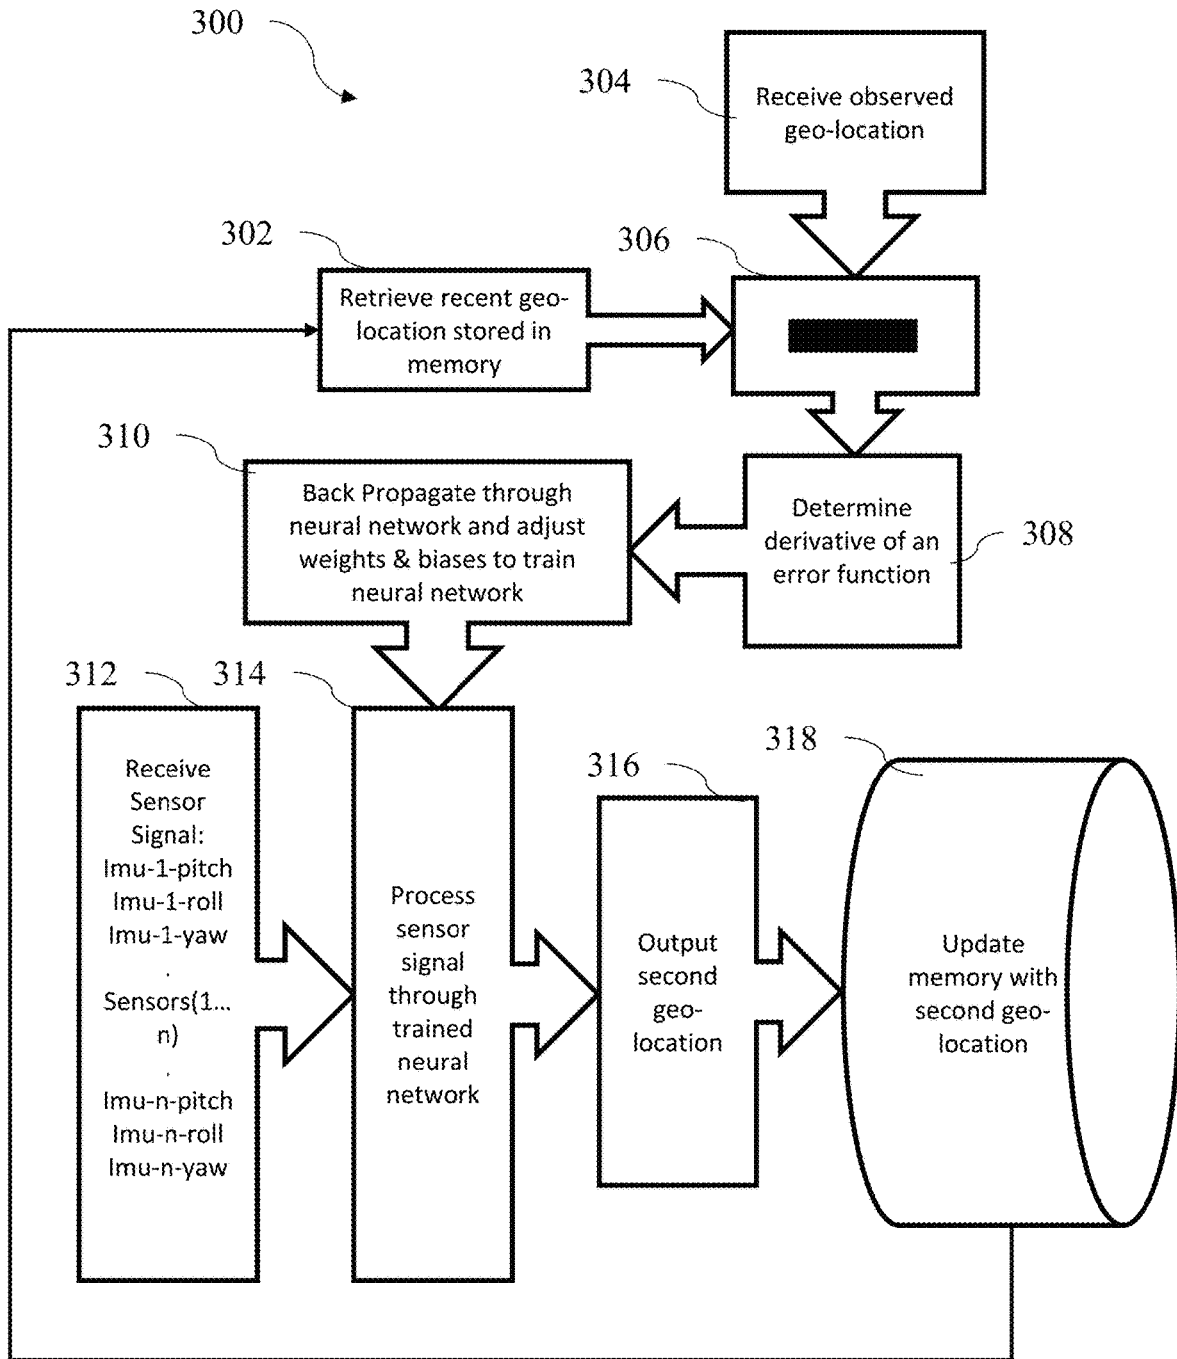 300
304
Receive observed
geo-location
302
Retrieve recent geo-
location stored in
memory
306
310
Back Propagate through
neural network and adjust
weights & biases to train
neural network
Determine
derivative of an
error function
308
312
Receive
Sensor
Signal:
Imu-1-pitch
Imu-1-roll
Imu-1-yaw
.
Sensors(1...
n)
.
Imu-n-pitch
Imu-n-roll
Imu-n-yaw
314
Process
sensor
signal
through
trained
neural
network
316
Output
second
geo-
location
318
Update
memory with
second geo-
location